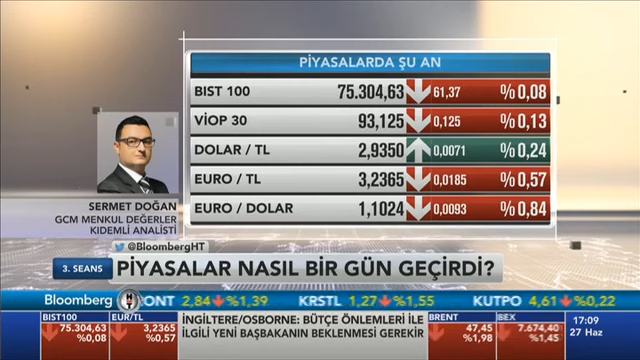 PİYASALARDA ŞU AN
BIST 100 75.304,63 61,37 %0,08
VİOP 30 93,125 0,125 %0,13
DOLAR / TL 2,9350 0,0071 %0,24
EURO / TL 3,2365 0,0185 %0,57
EURO / DOLAR 1,1024 0,0093 %0,84
SERMET DOĞAN
GCM MENKUL DEĞERLER
KIDEMLİ ANALİSTİ
@BloombergHT
3. SEANS
PİYASALAR NASIL BİR GÜN GEÇİRDİ?
Bloomberg HT ONT 2,84 %1,39 KRSTL 1,27 %1,55 KUTPO 4,61 %0,22
BIST100 75.304,63 %0,08
EUR/TL 3,2365 %0,57
İNGİLTERE/OSBORNE: BÜTÇE ÖNLEMLERİ İLE
İLGİLİ YENİ BAŞBAKANIN BEKLENMESİ GEREKİR
BRENT 47,45 %1,98
BEX 7.674,40 %1,45
17:09
27 Haz